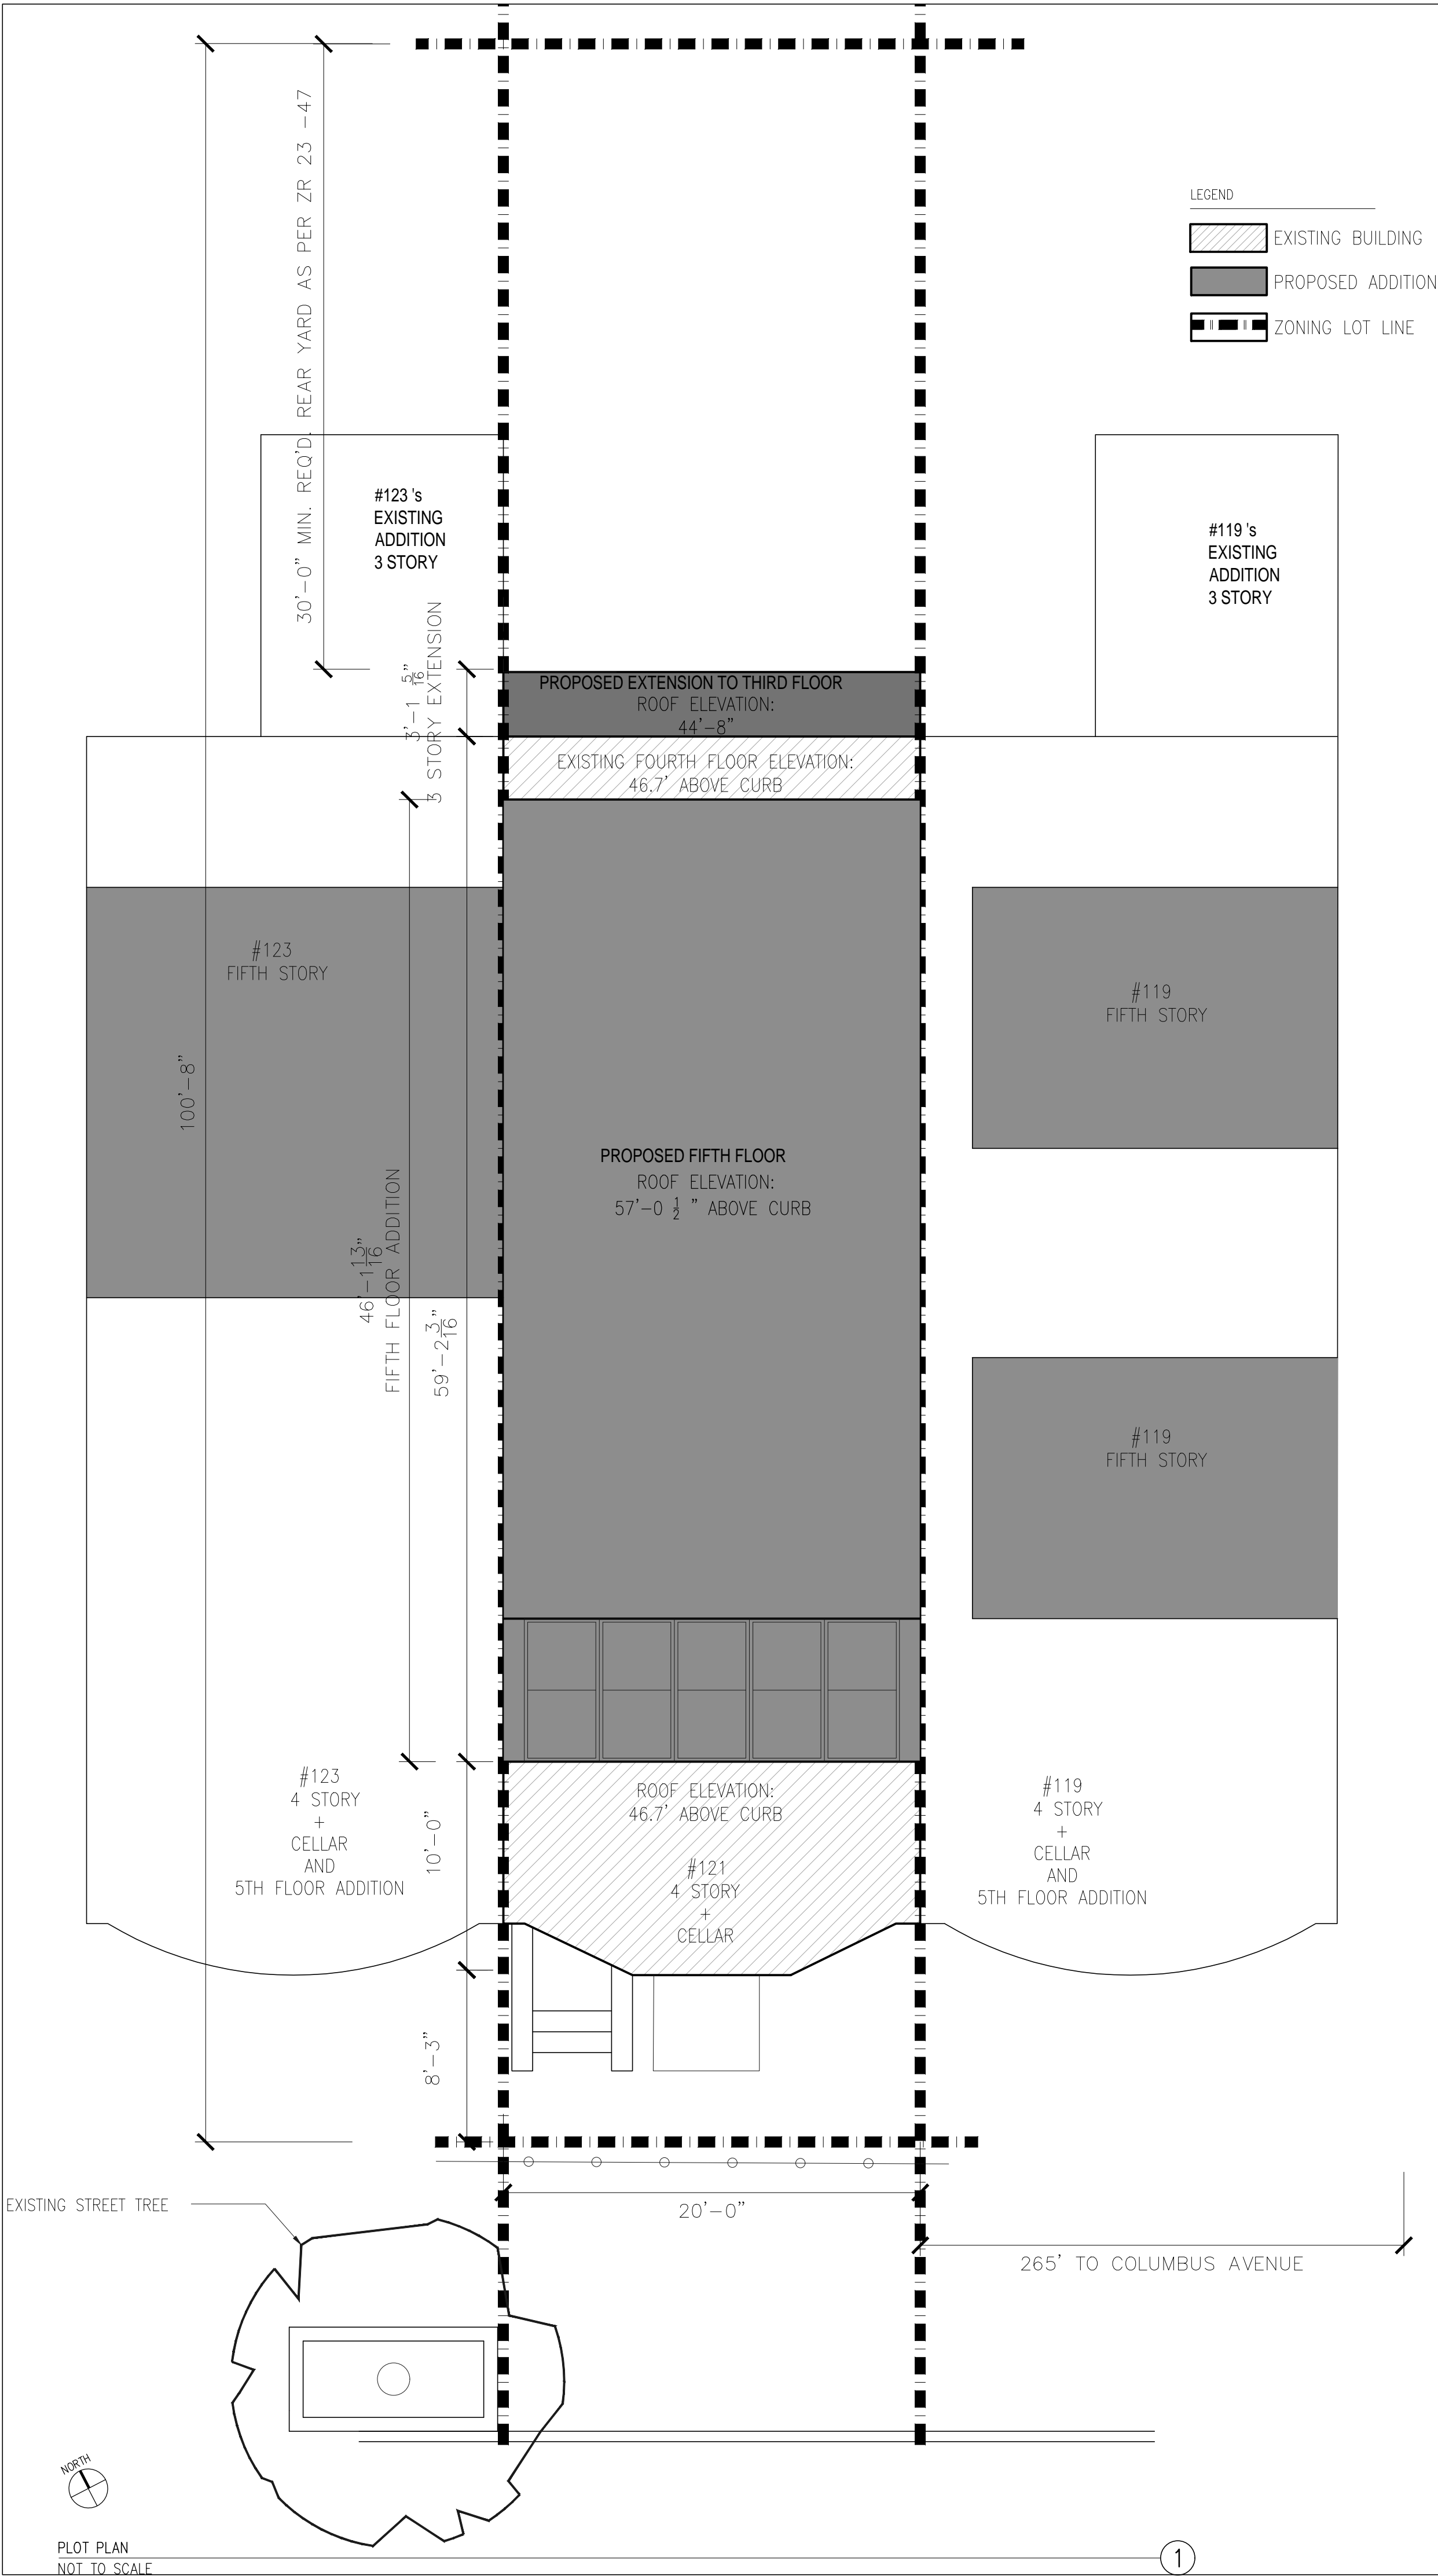 LEGEND
EXISTING BUILDING
PROPOSED ADDITION
ZONING LOT LINE
30'-0" MIN. REQ'D. REAR YARD AS PER ZR 23 -47
#123 's
EXISTING
ADDITION
3 STORY
#119 's
EXISTING
ADDITION
3 STORY
3'-1 5/16"
3 STORY EXTENSION
PROPOSED EXTENSION TO THIRD FLOOR
ROOF ELEVATION:
44'-8"
EXISTING FOURTH FLOOR ELEVATION:
46.7' ABOVE CURB
#123
FIFTH STORY
#119
FIFTH STORY
100'-8"
PROPOSED FIFTH FLOOR
ROOF ELEVATION:
57'-0 1/2 " ABOVE CURB
46'-1 13/16"
FIFTH FLOOR ADDITION
59'-2 3/16"
#119
FIFTH STORY
#123
4 STORY
+
CELLAR
AND
5TH FLOOR ADDITION
10'-0"
ROOF ELEVATION:
46.7' ABOVE CURB
#121
4 STORY
+
CELLAR
#119
4 STORY
+
CELLAR
AND
5TH FLOOR ADDITION
8'-3"
EXISTING STREET TREE
20'-0"
265' TO COLUMBUS AVENUE
NORTH
PLOT PLAN
NOT TO SCALE
1